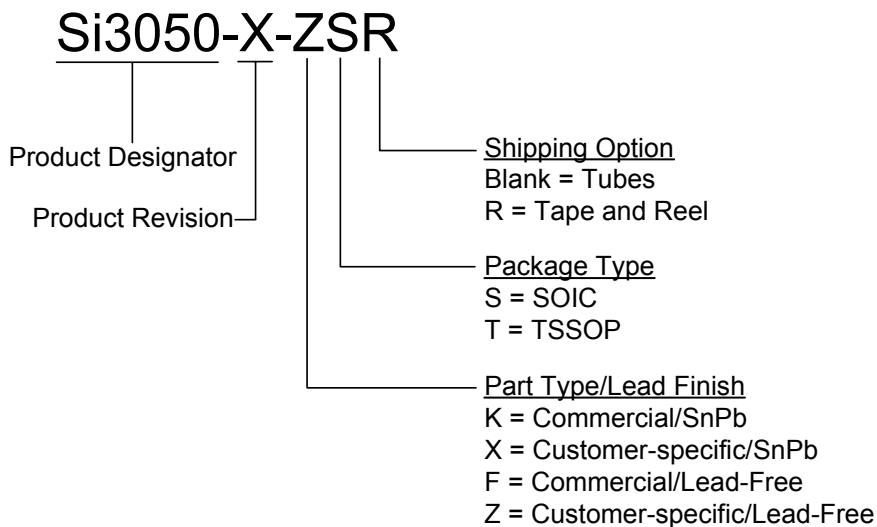 Si3050-X-ZSR
Product Designator
Product Revision
Shipping Option
Blank = Tubes
R = Tape and Reel
Package Type
S = SOIC
T = TSSOP
Part Type/Lead Finish
K = Commercial/SnPb
X = Customer-specific/SnPb
F = Commercial/Lead-Free
Z = Customer-specific/Lead-Free